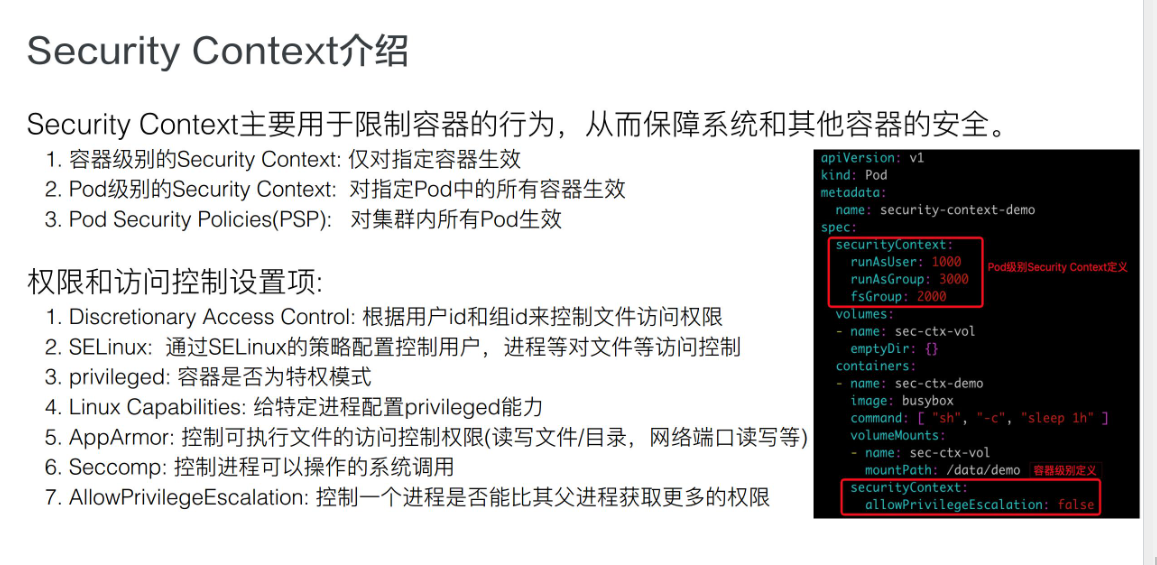 Security Context介绍
Security Context主要用于限制容器的行为，从而保障系统和其他容器的安全。
1. 容器级别的Security Context: 仅对指定容器生效
2. Pod级别的Security Context: 对指定Pod中的所有容器生效
3. Pod Security Policies(PSP): 对集群内所有Pod生效
权限和访问控制设置项:
1. Discretionary Access Control: 根据用户id和组id来控制文件访问权限
2. SELinux: 通过SELinux的策略配置控制用户，进程等对文件等访问控制
3. privileged: 容器是否为特权模式
4. Linux Capabilities: 给特定进程配置privileged能力
5. AppArmor: 控制可执行文件的访问控制权限(读写文件/目录，网络端口读写等)
6. Seccomp: 控制进程可以操作的系统调用
7. AllowPrivilegeEscalation: 控制一个进程是否能比其父进程获取更多的权限
apiVersion: v1
kind: Pod
metadata:
  name: security-context-demo
spec:
  securityContext:
    runAsUser: 1000
    runAsGroup: 3000
    fsGroup: 2000
Pod级别Security Context定义
  volumes:
  - name: sec-ctx-vol
    emptyDir: {}
  containers:
  - name: sec-ctx-demo
    image: busybox
    command: [ "sh", "-c", "sleep 1h" ]
    volumeMounts:
    - name: sec-ctx-vol
      mountPath: /data/demo
容器级别定义
    securityContext:
      allowPrivilegeEscalation: false